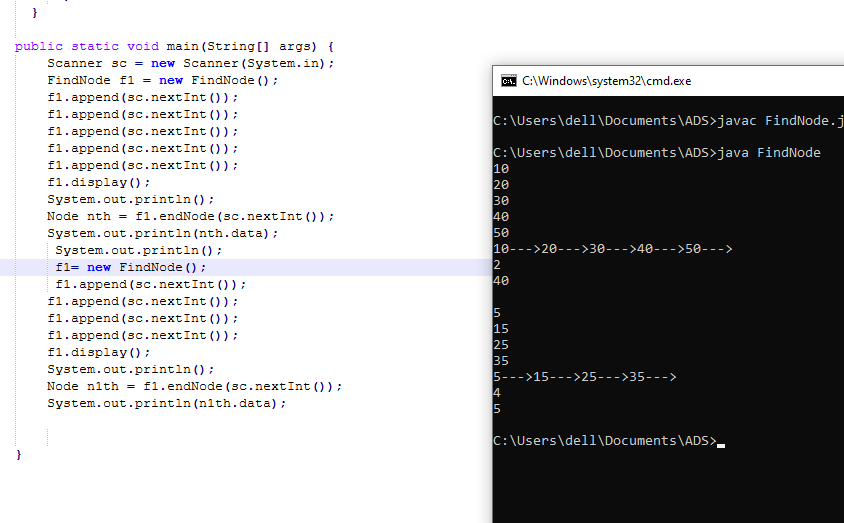 }
public static void main(String[] args) {
Scanner sc = new Scanner(System.in);
FindNode f1 = new FindNode();
f1.append(sc.nextInt());
f1.append(sc.nextInt());
f1.append(sc.nextInt());
f1.append(sc.nextInt());
f1.append(sc.nextInt());
f1.display();
System.out.println();
Node nth = f1.endNode(sc.nextInt());
System.out.println(nth.data);
System.out.println();
f1= new FindNode();
f1.append(sc.nextInt());
f1.append(sc.nextInt());
f1.append(sc.nextInt());
f1.append(sc.nextInt());
f1.display();
System.out.println();
Node n1th = f1.endNode(sc.nextInt());
System.out.println(n1th.data);
}
C:\Windows\system32\cmd.exe
C:\Users\dell\Documents\ADS>javac FindNode.j
C:\Users\dell\Documents\ADS>java FindNode
10
20
30
40
50
10--->20--->30--->40--->50--->
2
40
5
15
25
35
5--->15--->25--->35--->
4
5
C:\Users\dell\Documents\ADS>